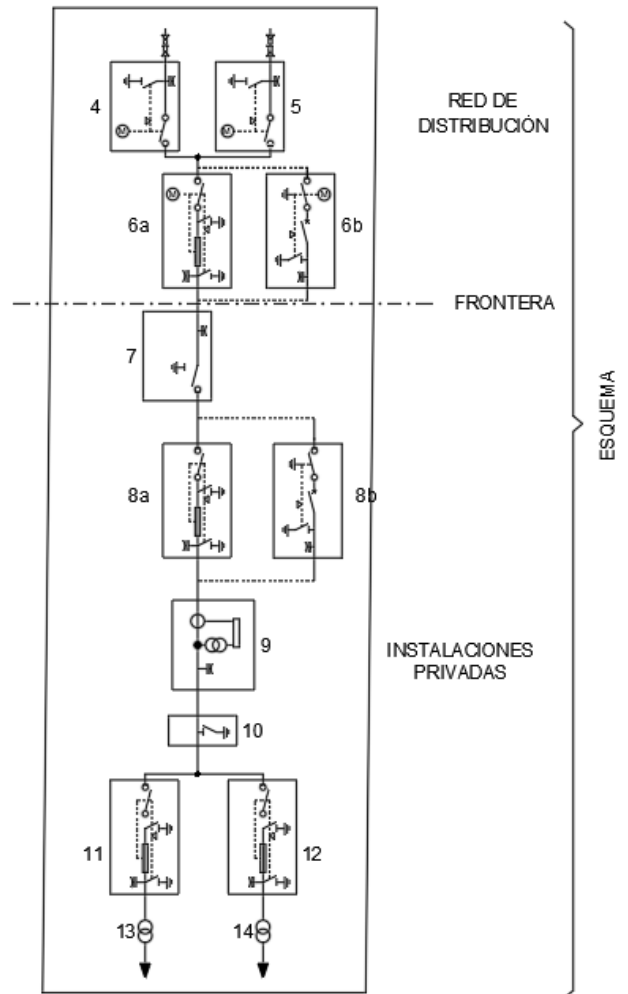 4
5
RED DE
DISTRIBUCIÓN
M
M
6a
M
M
6b
FRONTERA
7
ESQUEMA
8a
8b
9
INSTALACIONES
PRIVADAS
10
11
12
13
14